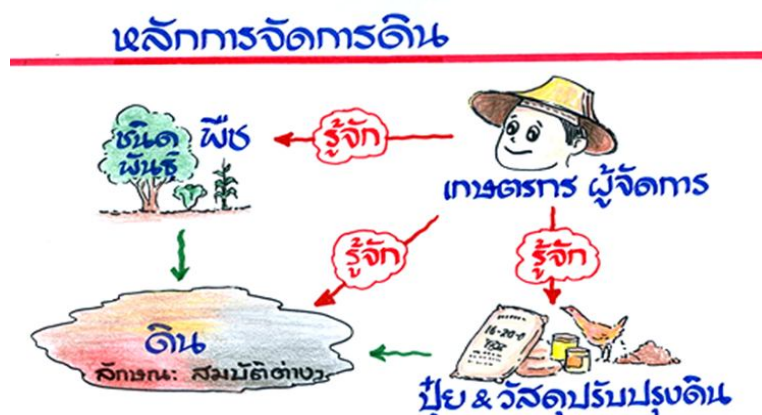 หลักการจัดการดิน
ชนิด พืช
พันธุ์
รู้จัก
เกษตรกร ผู้จัดการ
รู้จัก
รู้จัก
ดิน
ลักษณะ สมบัติต่างๆ
16-20-0
ปุ๋ย & วัสดุปรับปรุงดิน